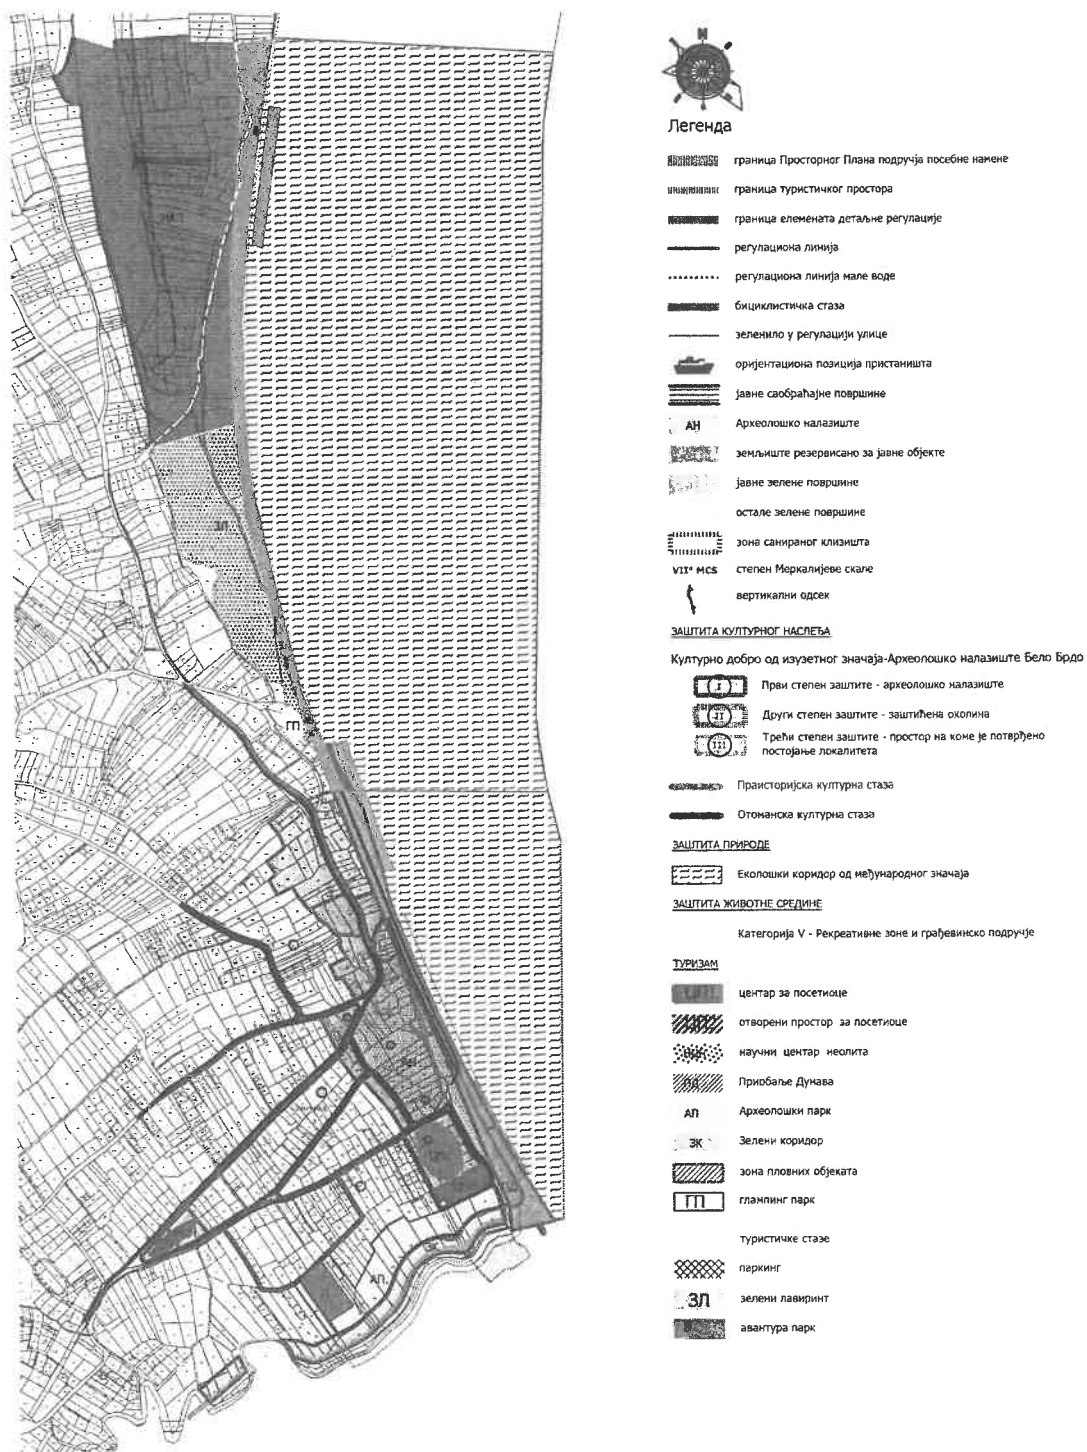 Легенда
граница Просторног Плана подручја посебне намене
граница туристичког простора
граница елемената детаљне регулације
регулациона линија
регулациона линија мале воде
бициклистичка стаза
зеленило у регулацији улице
оријентациона позиција пристаништа
јавне саобраћајне површине
АН Археолошко налазиште
земљиште резервисано за јавне објекте
јавне зелене површине
остале зелене површине
зона санираног клизишта
VII° MCS степен Меркалијеве скале
вертикални одсек
ЗАШТИТА КУЛТУРНОГ НАСЛЕЂА
Културно добро од изузетног значаја-Археолошко налазиште Бело Брдо
I Први степен заштите - археолошко налазиште
II Други степен заштите - заштићена околина
III Трећи степен заштите - простор на коме је потврђено
постојање локалитета
Праисторијска културна стаза
Отоманска културна стаза
ЗАШТИТА ПРИРОДЕ
Еколошки коридор од међународног значаја
ЗАШТИТА ЖИВОТНЕ СРЕДИНЕ
Категорија V - Рекреативне зоне и грађевинско подручје
ТУРИЗАМ
центар за посетиоце
отворени простор за посетиоце
научни центар неолита
ПД Приобаље Дунава
АП Археолошки парк
ЗК Зелени коридор
зона пловних објеката
ГП глампинг парк
туристичке стазе
паркинг
ЗЛ зелени лавиринт
авантура парк
ЗЛ
ГП
АП